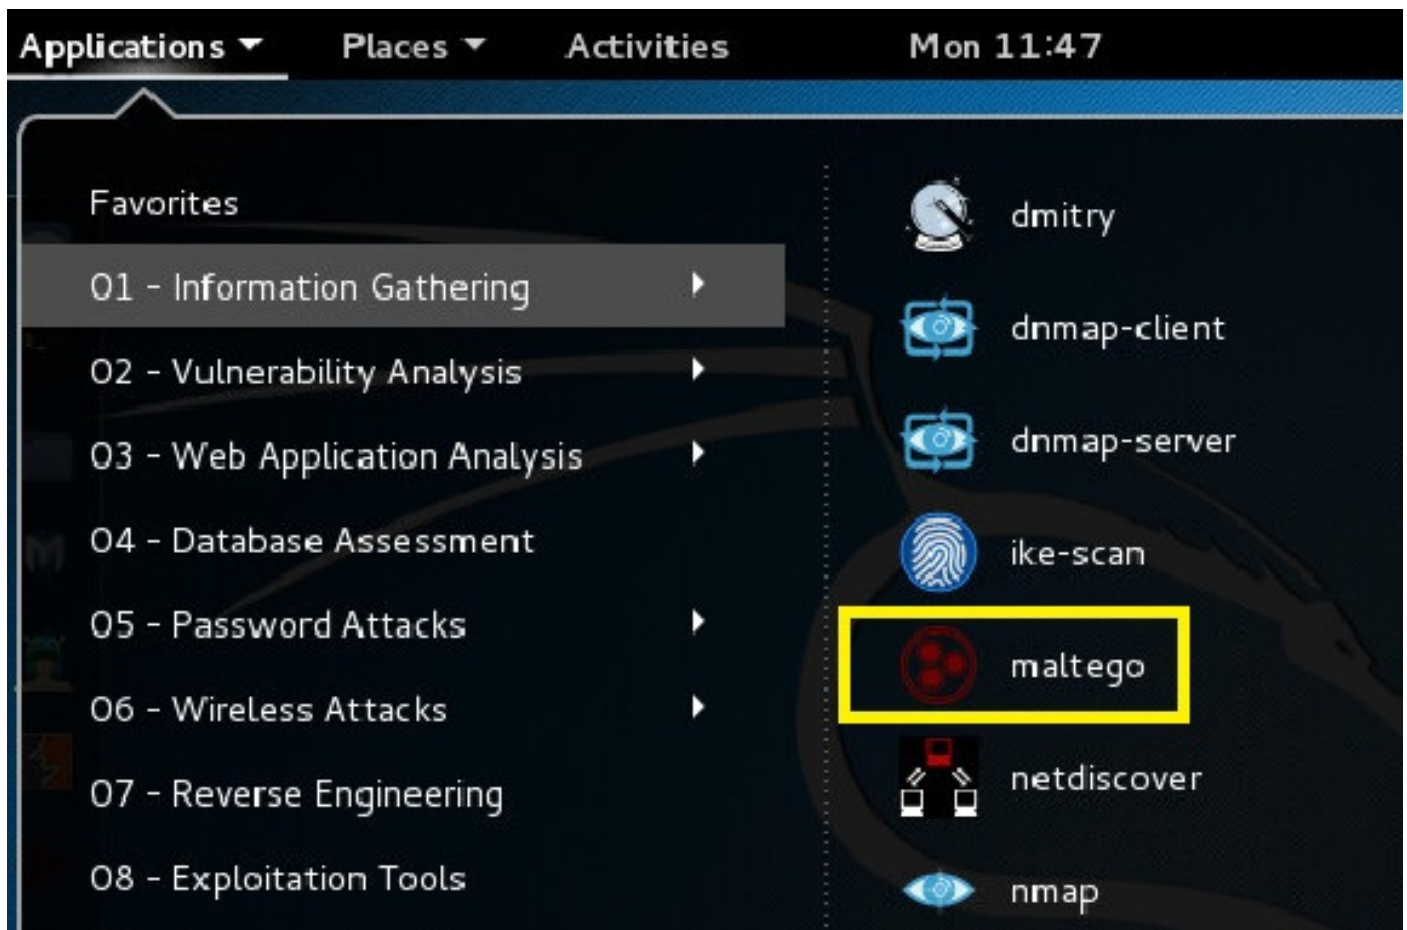 Applications Places Activities Mon 11:47
Favorites
01 - Information Gathering
02 - Vulnerability Analysis
03 - Web Application Analysis
04 - Database Assessment
05 - Password Attacks
06 - Wireless Attacks
07 - Reverse Engineering
08 - Exploitation Tools
dmitry
dnmap-client
dnmap-server
ike-scan
maltego
netdiscover
nmap